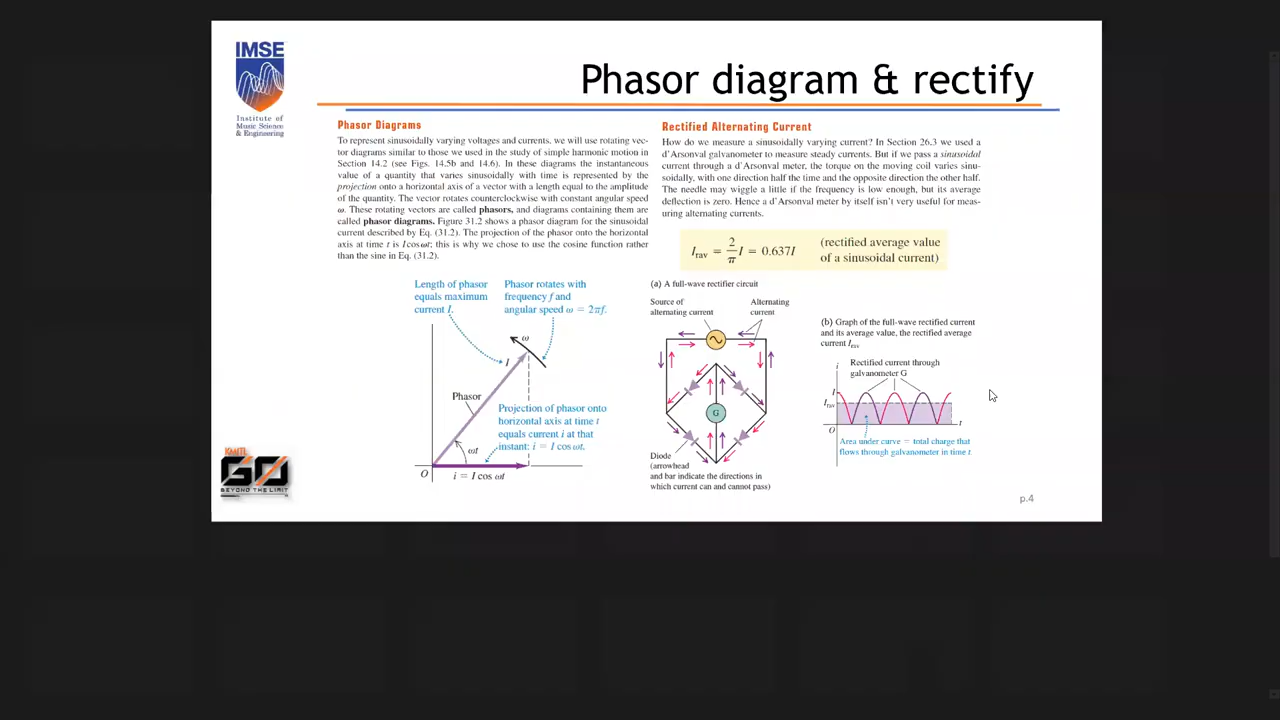 IMSE
Institute of
Music Science
& Engineering
Phasor diagram & rectify
Phasor Diagrams
To represent sinusoidally varying voltages and currents, we will use rotating vec-
tor diagrams similar to those we used in the study of simple harmonic motion in
Section 14.2 (see Figs. 14.5b and 14.6). In these diagrams the instantaneous
value of a quantity that varies sinusoidally with time is represented by the
projection onto a horizontal axis of a vector with a length equal to the amplitude
of the quantity. The vector rotates counterclockwise with constant angular speed
ω. These rotating vectors are called phasors, and diagrams containing them are
called phasor diagrams. Figure 31.2 shows a phasor diagram for the sinusoidal
current described by Eq. (31.2). The projection of the phasor onto the horizontal
axis at time t is I cos ωt; this is why we chose to use the cosine function rather
than the sine in Eq. (31.2).
Length of phasor
equals maximum
current I.
Phasor rotates with
frequency f and
angular speed ω = 2πf.
ω
I
Phasor
Projection of phasor onto
horizontal axis at time t
equals current i at that
instant: i = I cos ωt.
ωt
O
i = I cos ωt
Rectified Alternating Current
How do we measure a sinusoidally varying current? In Section 26.3 we used a
d'Arsonval galvanometer to measure steady currents. But if we pass a sinusoidal
current through a d'Arsonval meter, the torque on the moving coil varies sinu-
soidally, with one direction half the time and the opposite direction the other half.
The needle may wiggle a little if the frequency is low enough, but its average
deflection is zero. Hence a d'Arsonval meter by itself isn't very useful for meas-
uring alternating currents.
Irav = 2/π I = 0.637I
(rectified average value
of a sinusoidal current)
(a) A full-wave rectifier circuit
Source of
alternating current
Alternating
current
G
Diode
(arrowhead
and bar indicate the directions in
which current can and cannot pass)
(b) Graph of the full-wave rectified current
and its average value, the rectified average
current Irav
Rectified current through
galvanometer G
i
I
Irav
O
t
Area under curve = total charge that
flows through galvanometer in time t.
KMITL
GO
BEYOND THE LIMIT
p.4